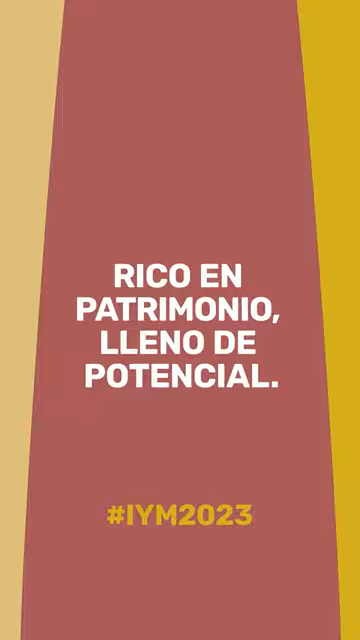 RICO EN
PATRIMONIO,
LLENO DE
POTENCIAL.
#IYM2023